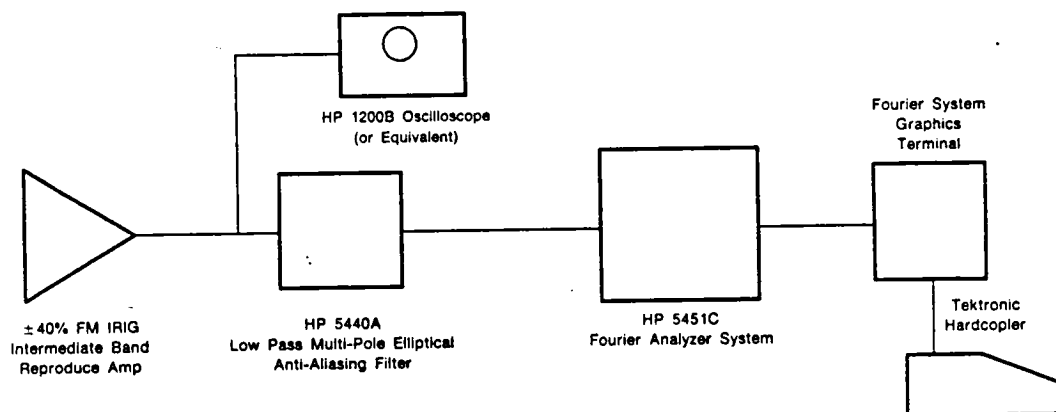 HP 1200B Oscilloscope
(or Equivalent)
Fourier System
Graphics
Terminal
±40% FM IRIG
Intermediate Band
Reproduce Amp
HP 5440A
Low Pass Multi-Pole Elliptical
Anti-Aliasing Filter
HP 5451C
Fourier Analyzer System
Tektronic
Hardcopler